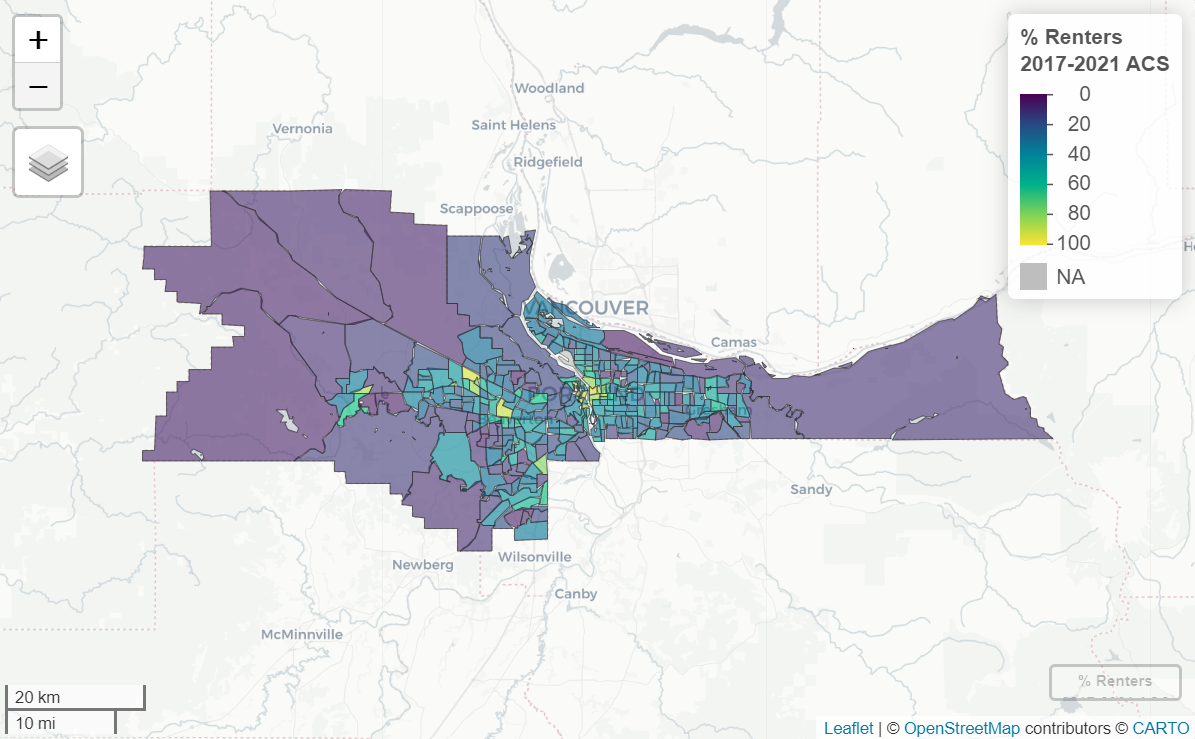 +
−
% Renters
2017-2021 ACS
0
20
40
60
80
100
NA
Woodland
Saint Helens
Vernonia
Ridgefield
Scappoose
VANCOUVER
Camas
Sandy
Newberg
Wilsonville
Canby
McMinnville
% Renters
20 km
10 mi
Leaflet | © OpenStreetMap contributors © CARTO